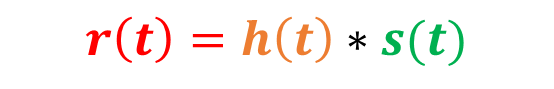 r(t) = h(t) * s(t)